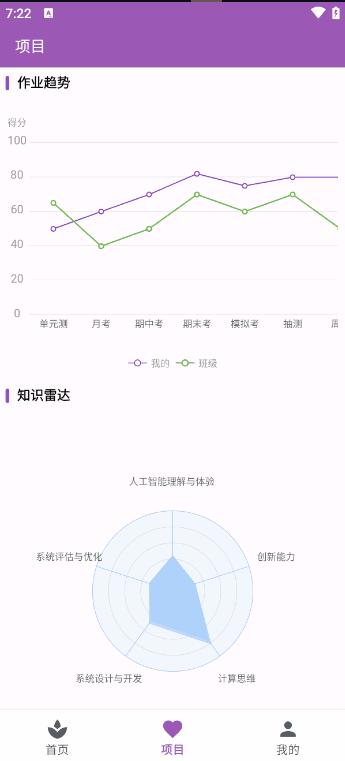 7:22 A
项目
作业趋势
得分
100
80
60
40
20
0
单元测 月考 期中考 期末考 模拟考 抽测 周
我的 班级
知识雷达
人工智能理解与体验
系统评估与优化 创新能力
系统设计与开发 计算思维
首页 项目 我的